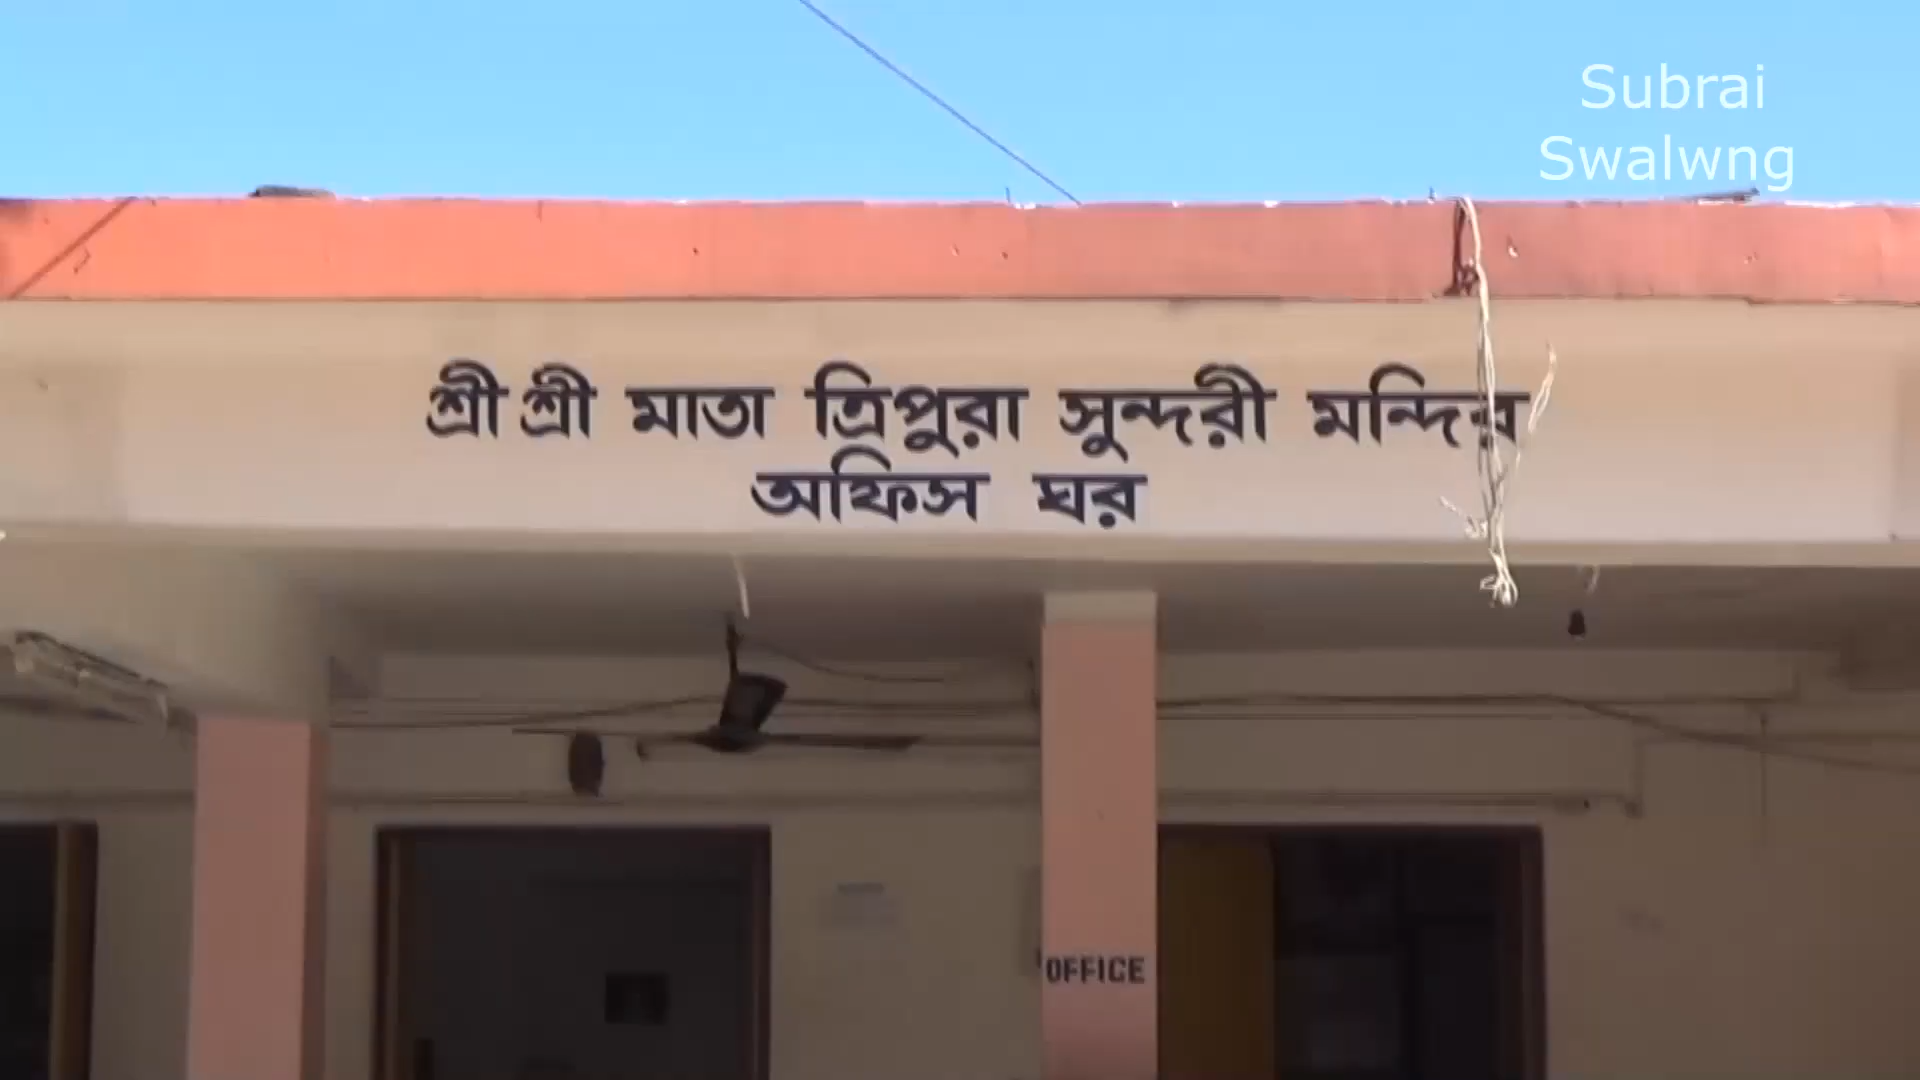 Subrai
Swalwng
শ্রী শ্রী মাতা ত্রিপুরা সুন্দরী মন্দির
অফিস ঘর
OFFICE